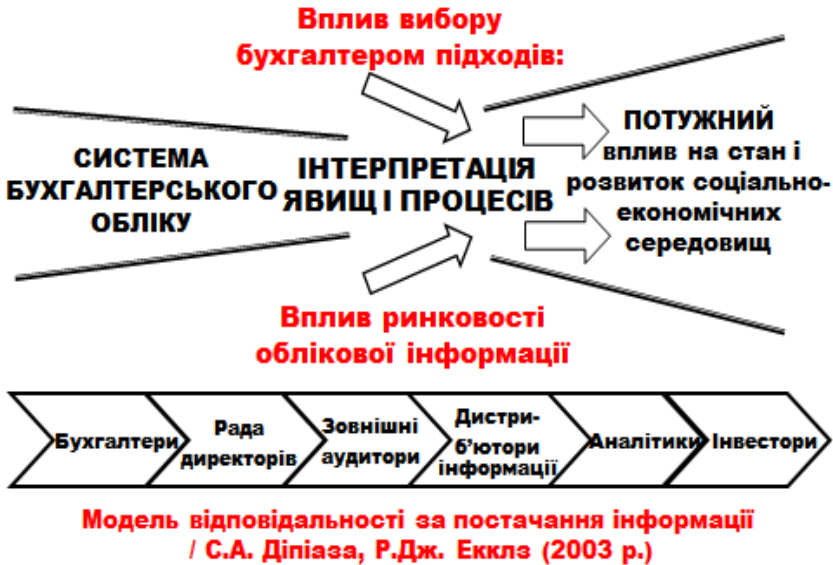 Вплив вибору
бухгалтером підходів:
СИСТЕМА
БУХГАЛТЕРСЬКОГО
ОБЛІКУ
ІНТЕРПРЕТАЦІЯ
ЯВИЩ І ПРОЦЕСІВ
ПОТУЖНИЙ
вплив на стан і
розвиток соціально-
економічних
середовищ
Вплив ринковості
облікової інформації
Бухгалтери
Рада
директорів
Зовнішні
аудитори
Дистри-
б’ютори
інформації
Аналітики
Інвестори
Модель відповідальності за постачання інформації
/ С.А. Діпіаза, Р.Дж. Екклз (2003 р.)